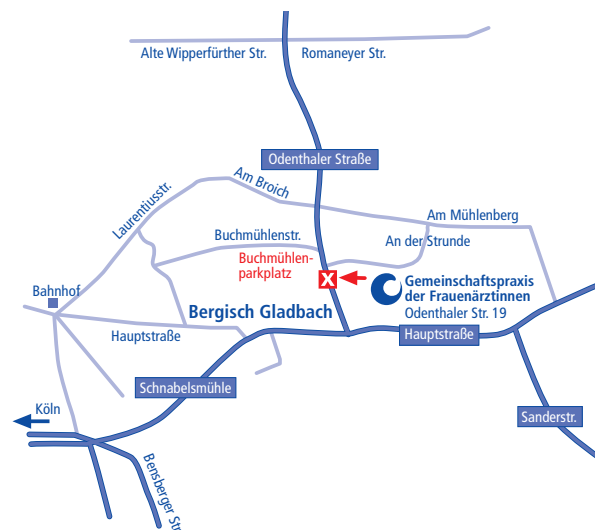 Alte Wipperfürther Str.
Romaneyer Str.
Odenthaler Straße
Am Broich
Laurentiusstr.
Am Mühlenberg
Buchmühlenstr.
An der Strunde
Buchmühlen-
parkplatz
X
Gemeinschaftspraxis
der Frauenärztinnen
Odenthaler Str. 19
Bahnhof
Bergisch Gladbach
Hauptstraße
Hauptstraße
Schnabelsmühle
Köln
Sanderstr.
Bensberger Str.